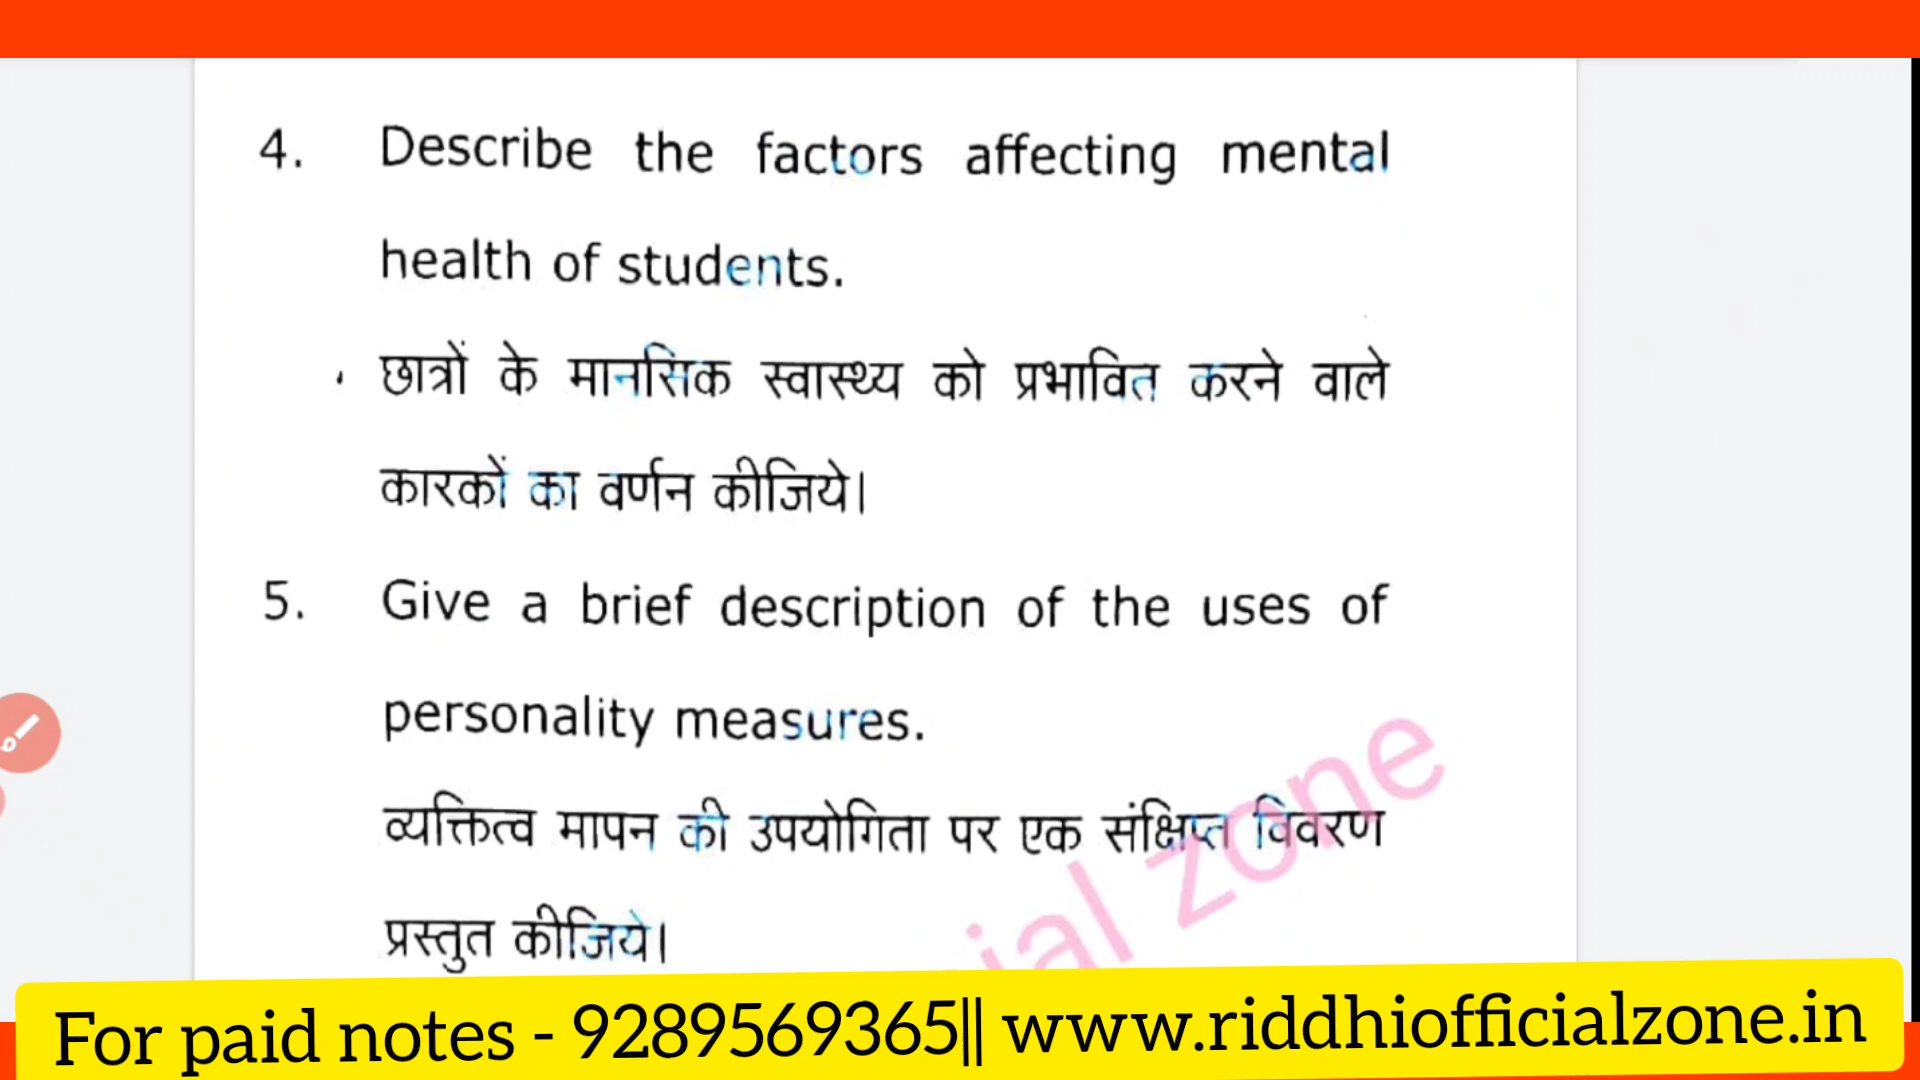 4. Describe the factors affecting mental
health of students.
छात्रों के मानसिक स्वास्थ्य को प्रभावित करने वाले
कारकों का वर्णन कीजिये।
5. Give a brief description of the uses of
personality measures.
व्यक्तित्व मापन की उपयोगिता पर एक संक्षिप्त विवरण
प्रस्तुत कीजिये।
ial zone
For paid notes - 9289569365|| www.riddhiofficialzone.in